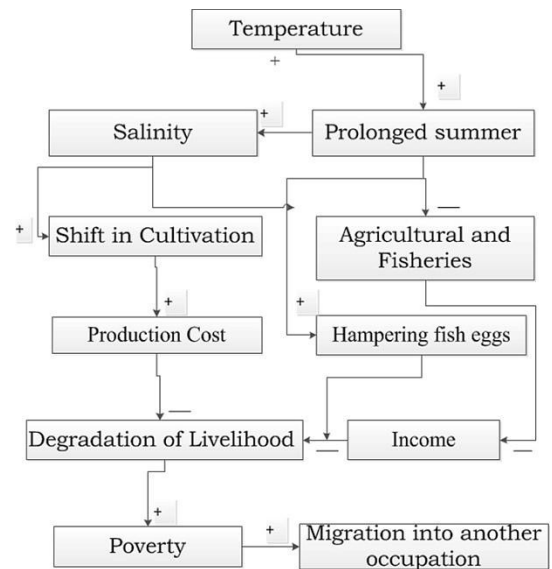 Temperature
+
+
Salinity
+
Prolonged summer
+
Shift in Cultivation
—
Agricultural and
Fisheries
+
+
Production Cost
Hampering fish eggs
—
Degradation of Livelihood
—
Income
—
+
Poverty
+
Migration into another
occupation